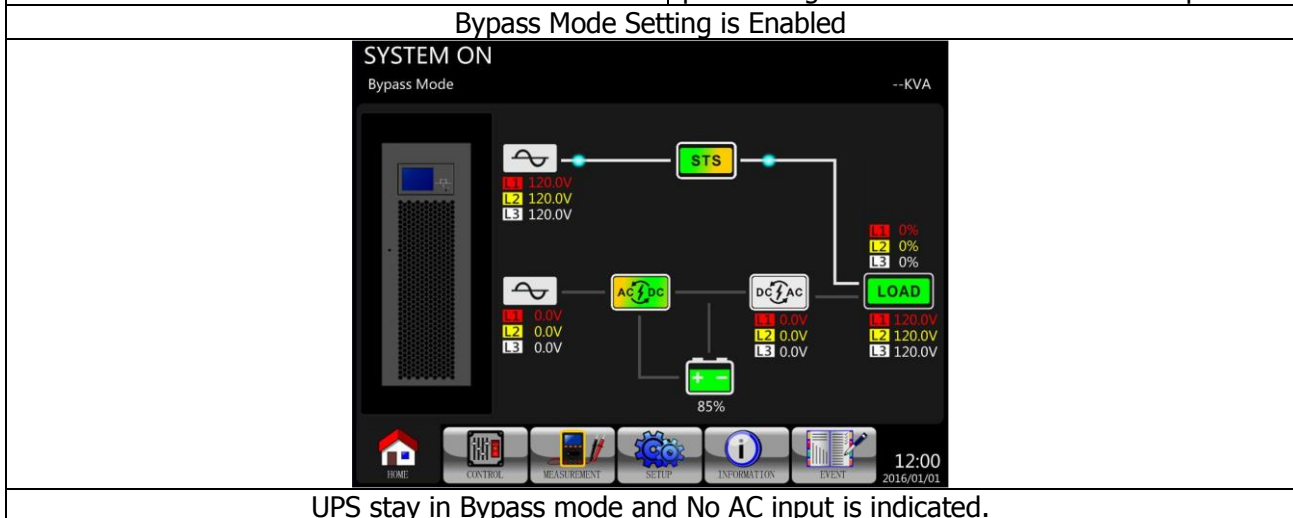 Bypass Mode Setting is Enabled
SYSTEM ON
Bypass Mode --KVA
STS
L1 120.0V
L2 120.0V
L3 120.0V
L1 0%
L2 0%
L3 0%
AC DC
DC AC
LOAD
L1 0.0V
L2 0.0V
L3 0.0V
L1 0.0V
L2 0.0V
L3 0.0V
L1 120.0V
L2 120.0V
L3 120.0V
+ −
85%
HOME CONTROL MEASUREMENT SETUP INFORMATION EVENT
12:00
2016/01/01
UPS stay in Bypass mode and No AC input is indicated.